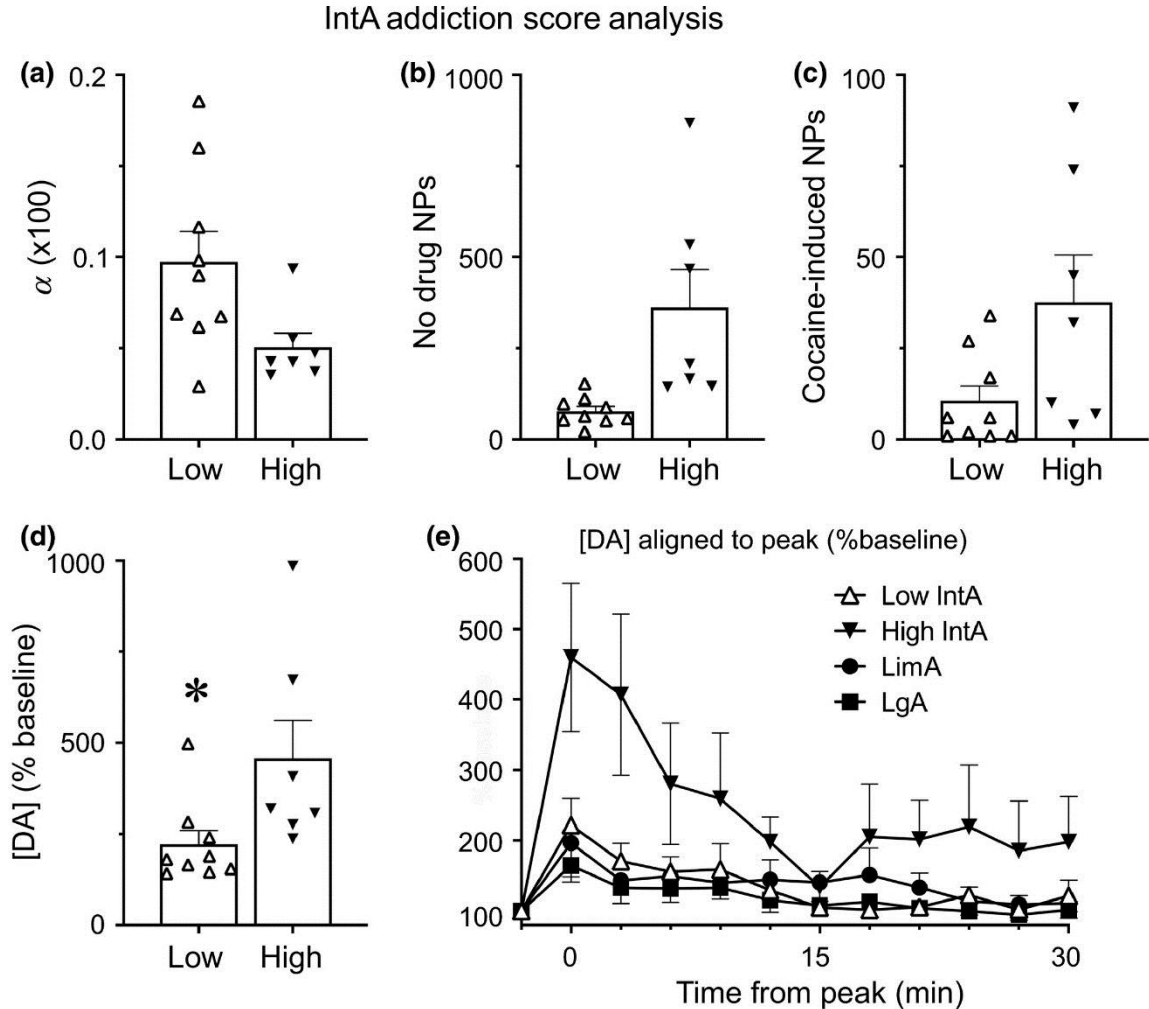 IntA addiction score analysis
(a)
0.2
0.1
0.0
α (x100)
Low High
(b)
1000
500
0
No drug NPs
Low High
(c)
100
50
0
Cocaine-induced NPs
Low High
(d)
1000
500
0
[DA] (% baseline)
*
Low High
(e)
[DA] aligned to peak (%baseline)
600
500
400
300
200
100
Low IntA
High IntA
LimA
LgA
0 15 30
Time from peak (min)